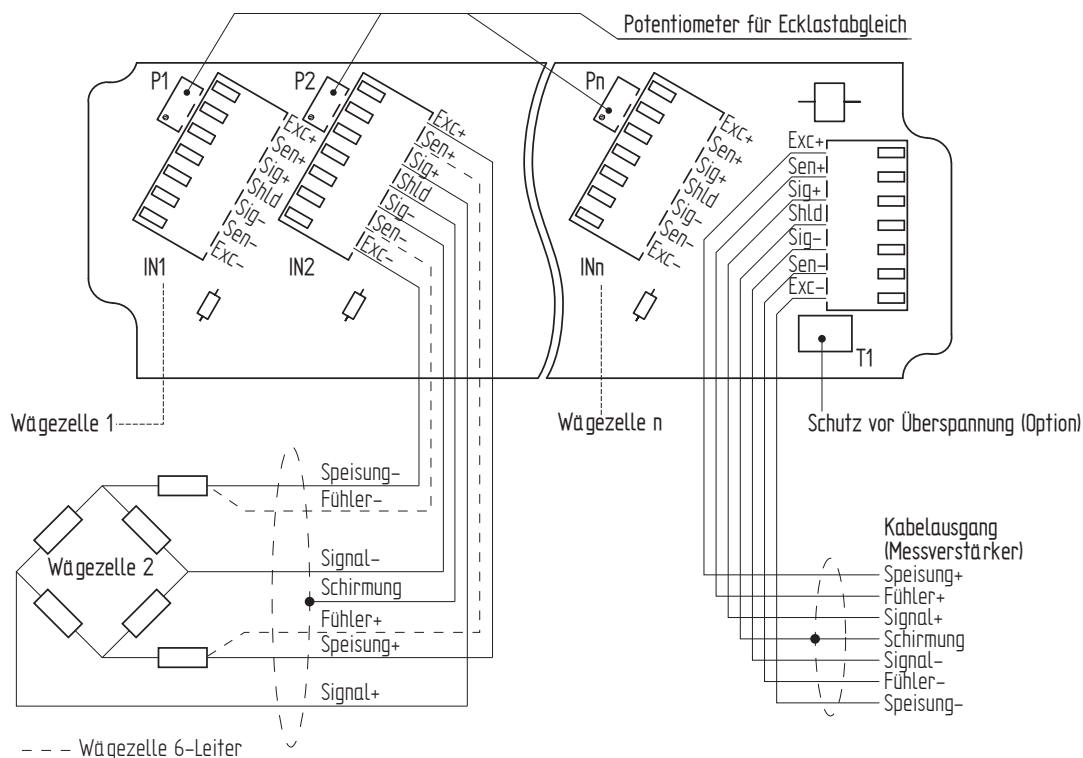 Potentiometer für Ecklastabgleich
P1
P2
Pn
Exc+
Sen+
Sig+
Shld
Sig-
Sen-
Exc-
Exc+
Sen+
Sig+
Shld
Sig-
Sen-
Exc-
Exc+
Sen+
Sig+
Shld
Sig-
Sen-
Exc-
Exc+
Sen+
Sig+
Shld
Sig-
Sen-
Exc-
IN1
IN2
INn
T1
Wägezelle 1
Wägezelle n
Schutz vor Überspannung (Option)
Speisung-
Fühler-
Signal-
Schirmung
Fühler+
Speisung+
Signal+
Wägezelle 2
Kabelausgang
(Messverstärker)
Speisung+
Fühler+
Signal+
Schirmung
Signal-
Fühler-
Speisung-
--- Wägezelle 6-Leiter